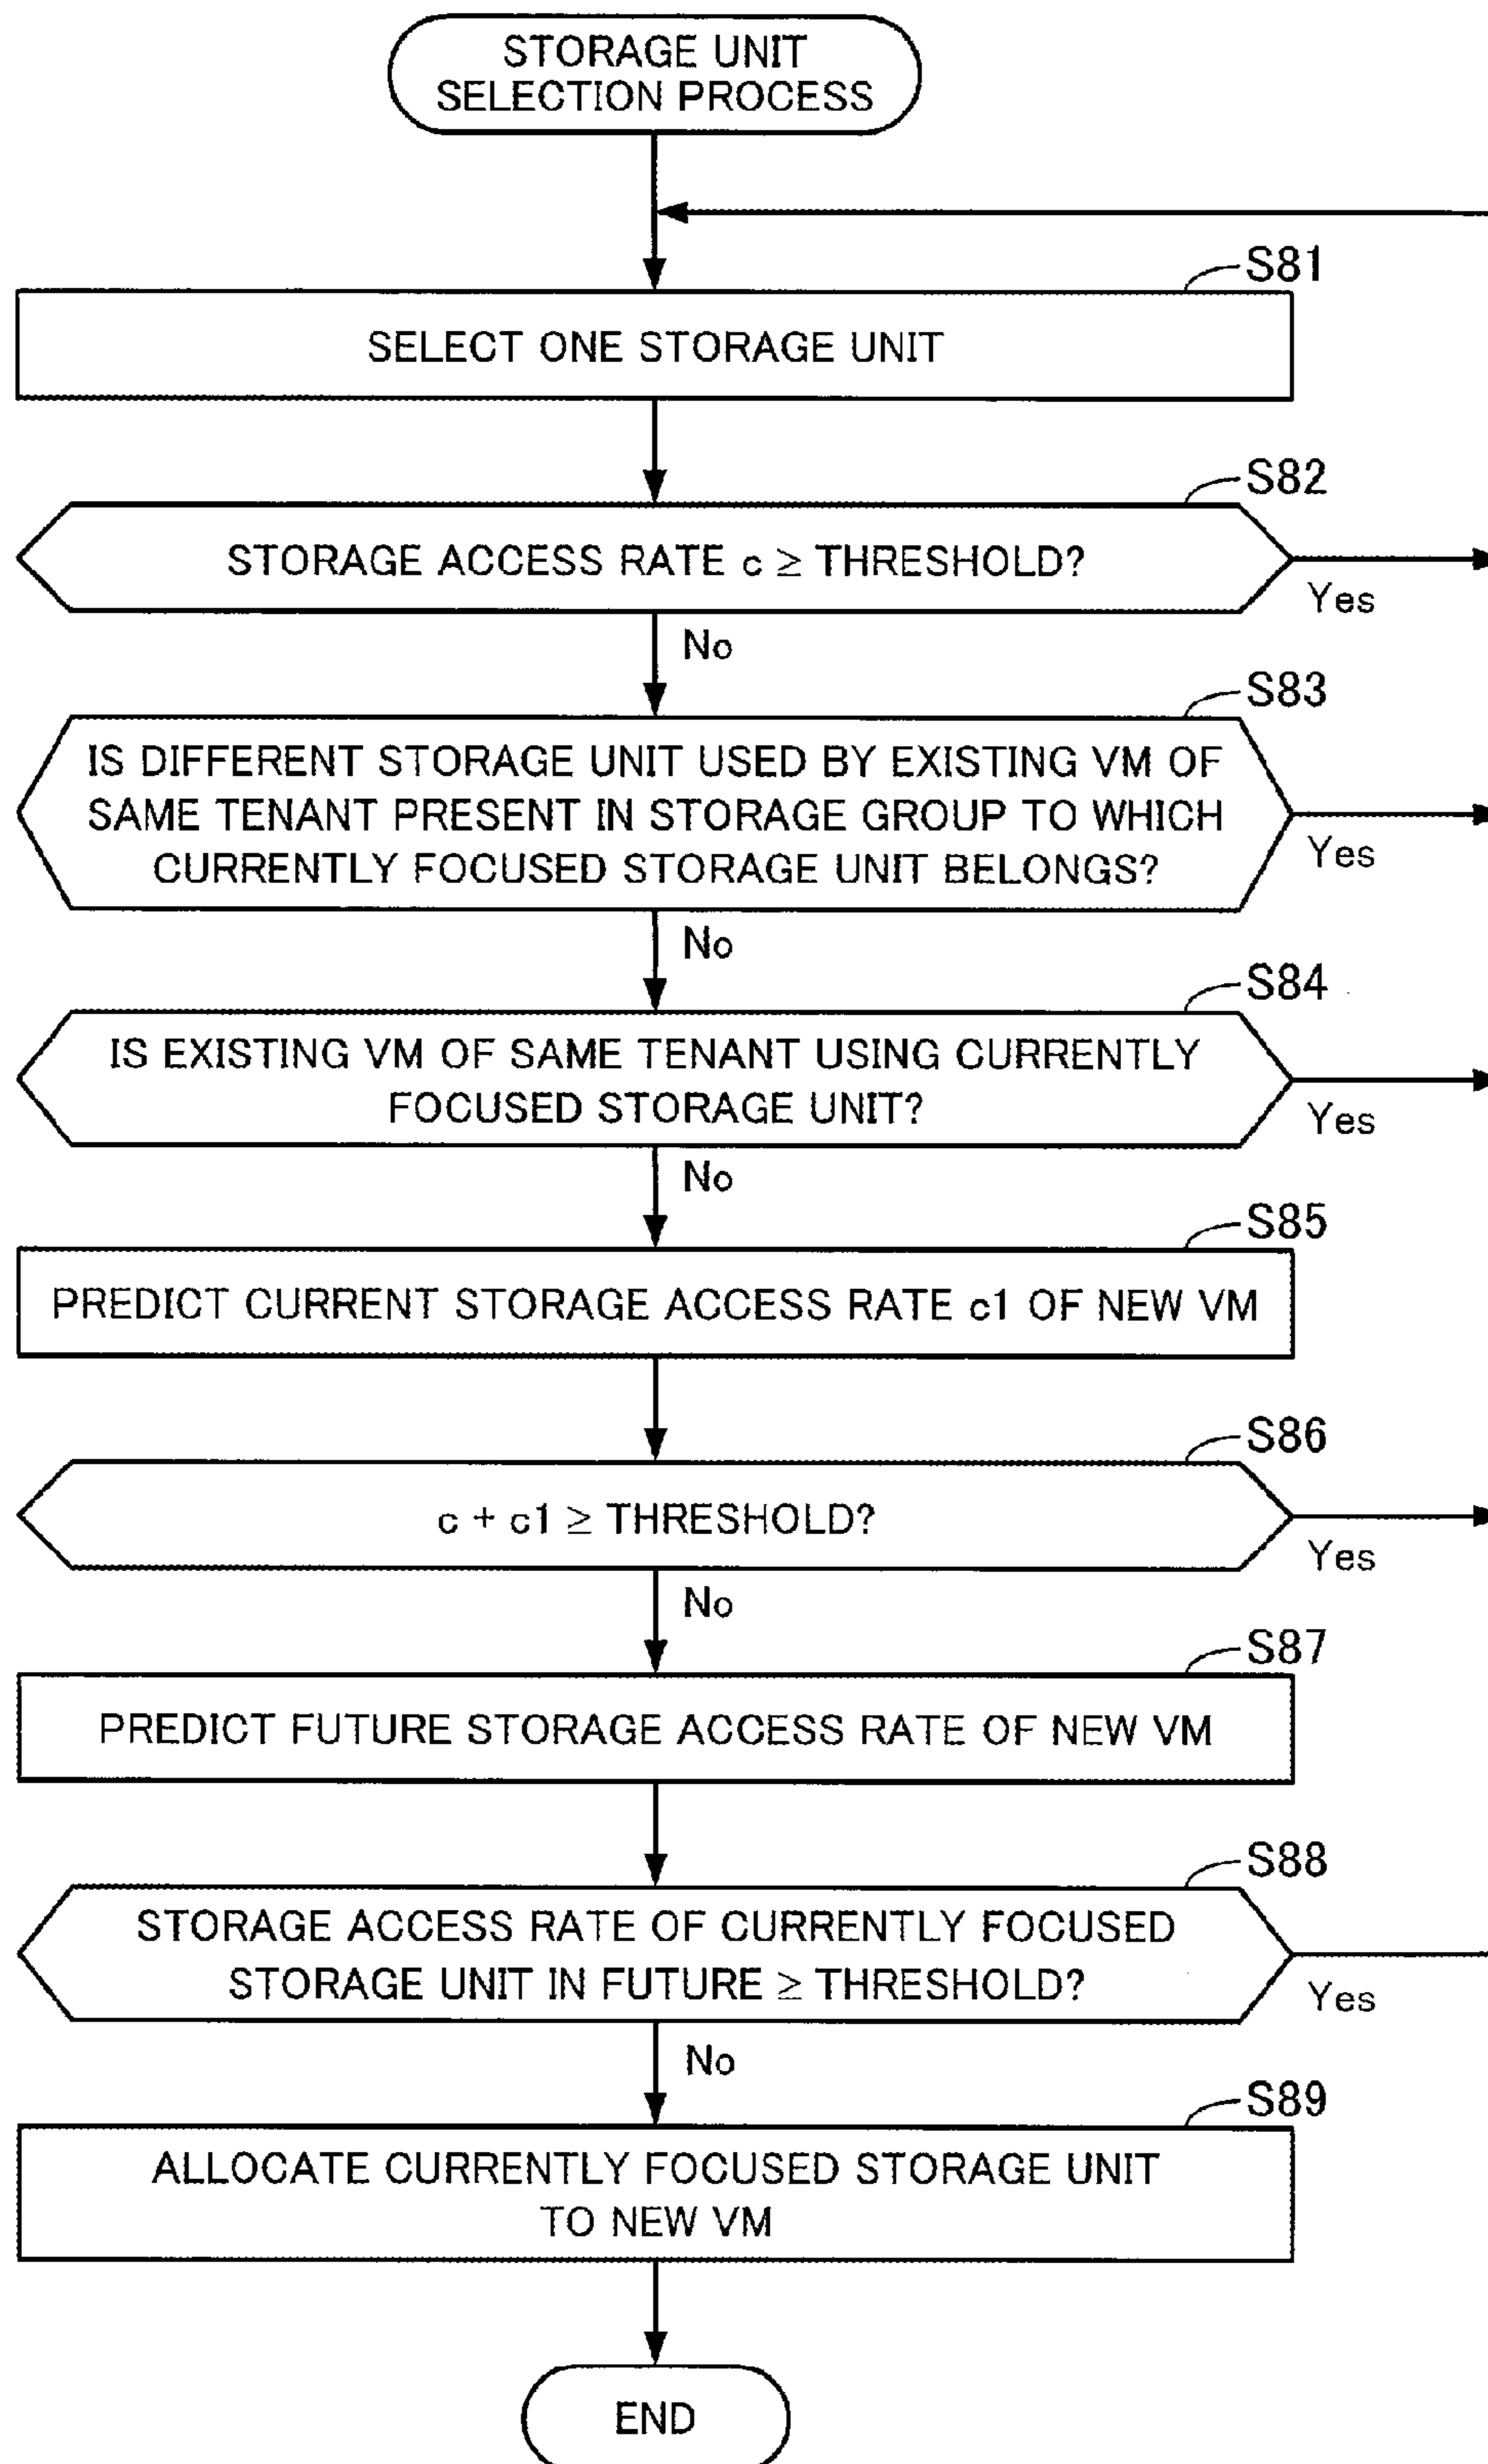 STORAGE UNIT
SELECTION PROCESS
S81
SELECT ONE STORAGE UNIT
S82
STORAGE ACCESS RATE c ≥ THRESHOLD?
Yes
No
S83
IS DIFFERENT STORAGE UNIT USED BY EXISTING VM OF
SAME TENANT PRESENT IN STORAGE GROUP TO WHICH
CURRENTLY FOCUSED STORAGE UNIT BELONGS?
Yes
No
S84
IS EXISTING VM OF SAME TENANT USING CURRENTLY
FOCUSED STORAGE UNIT?
Yes
No
S85
PREDICT CURRENT STORAGE ACCESS RATE c1 OF NEW VM
S86
c + c1 ≥ THRESHOLD?
Yes
No
S87
PREDICT FUTURE STORAGE ACCESS RATE OF NEW VM
S88
STORAGE ACCESS RATE OF CURRENTLY FOCUSED
STORAGE UNIT IN FUTURE ≥ THRESHOLD?
Yes
No
S89
ALLOCATE CURRENTLY FOCUSED STORAGE UNIT
TO NEW VM
END